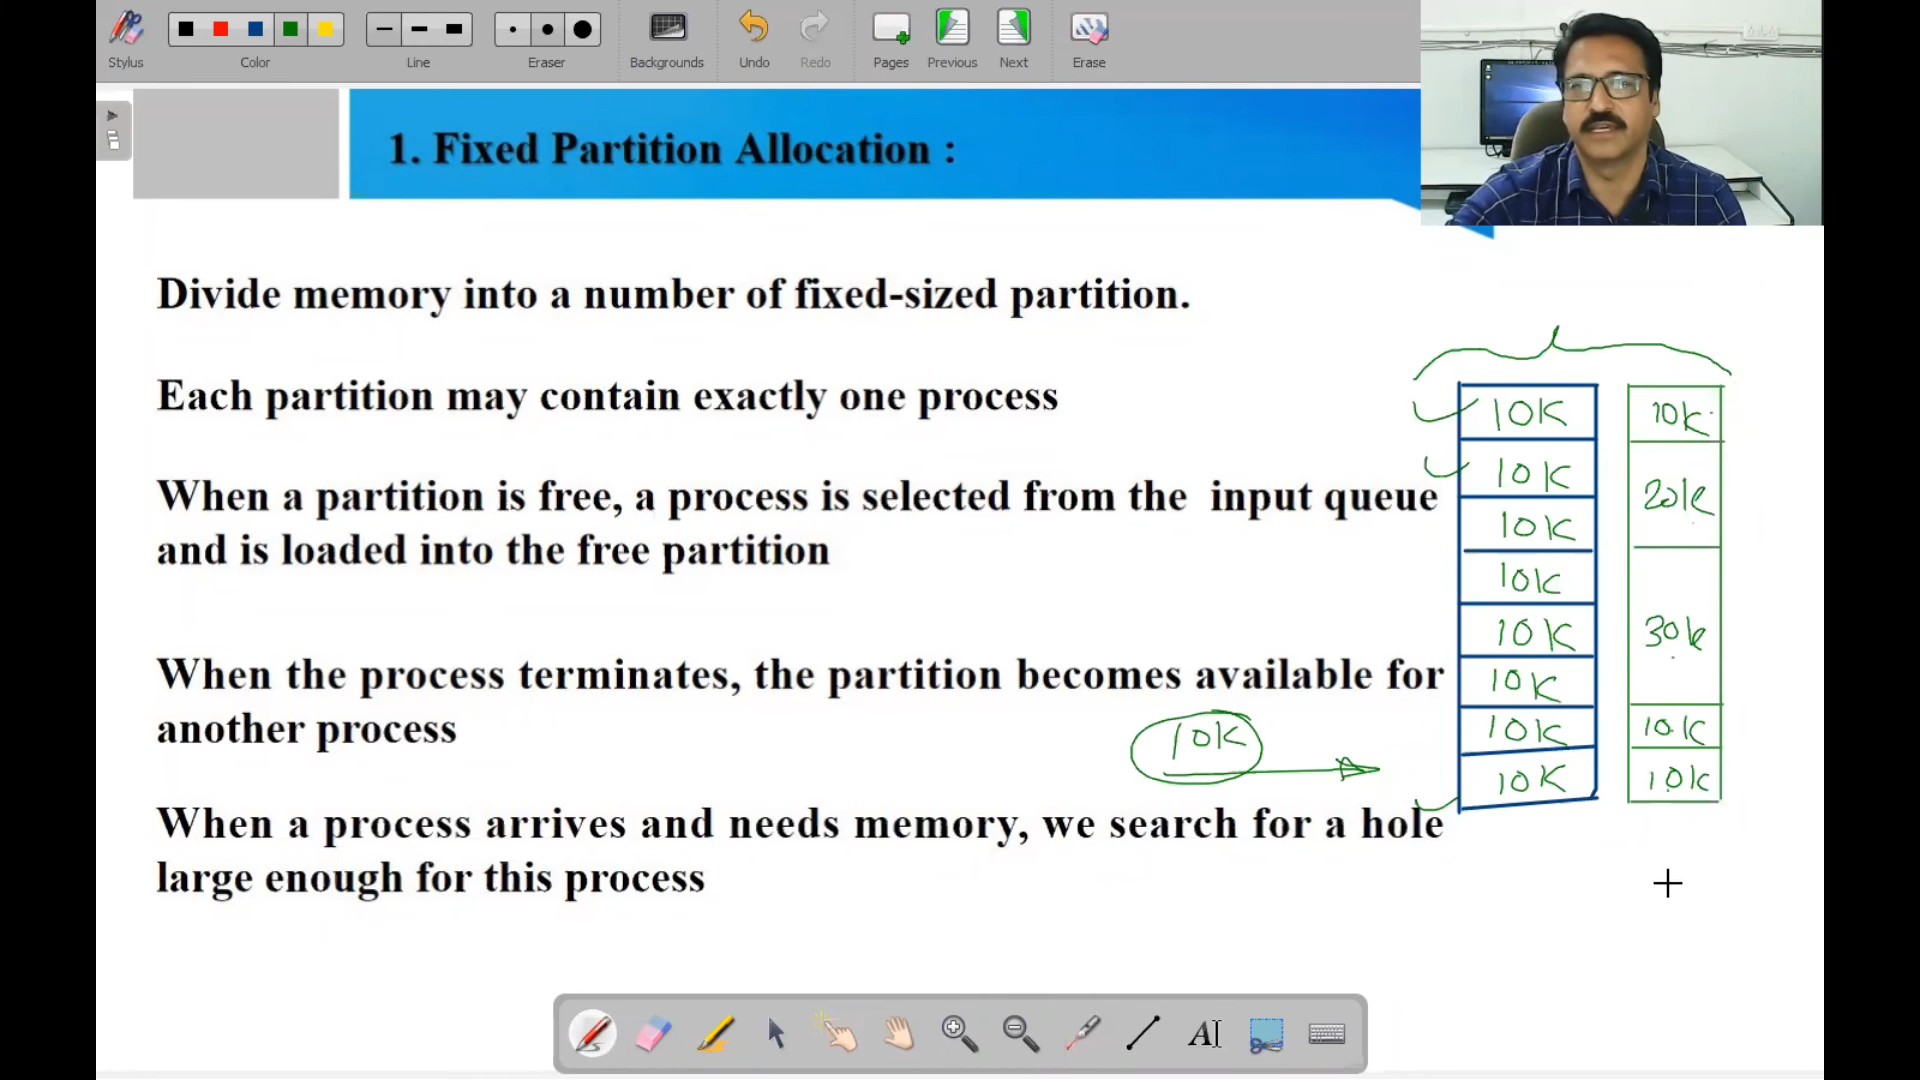 Stylus
Color
Line
Eraser
Backgrounds
Undo
Redo
Pages
Previous
Next
Erase
1. Fixed Partition Allocation :
Divide memory into a number of fixed-sized partition.
Each partition may contain exactly one process
When a partition is free, a process is selected from the input queue
and is loaded into the free partition
When the process terminates, the partition becomes available for
another process
When a process arrives and needs memory, we search for a hole
large enough for this process
10K
10K
10K
10K
10K
10K
10K
10K
10K
10k
20k
30k
10K
10k
A